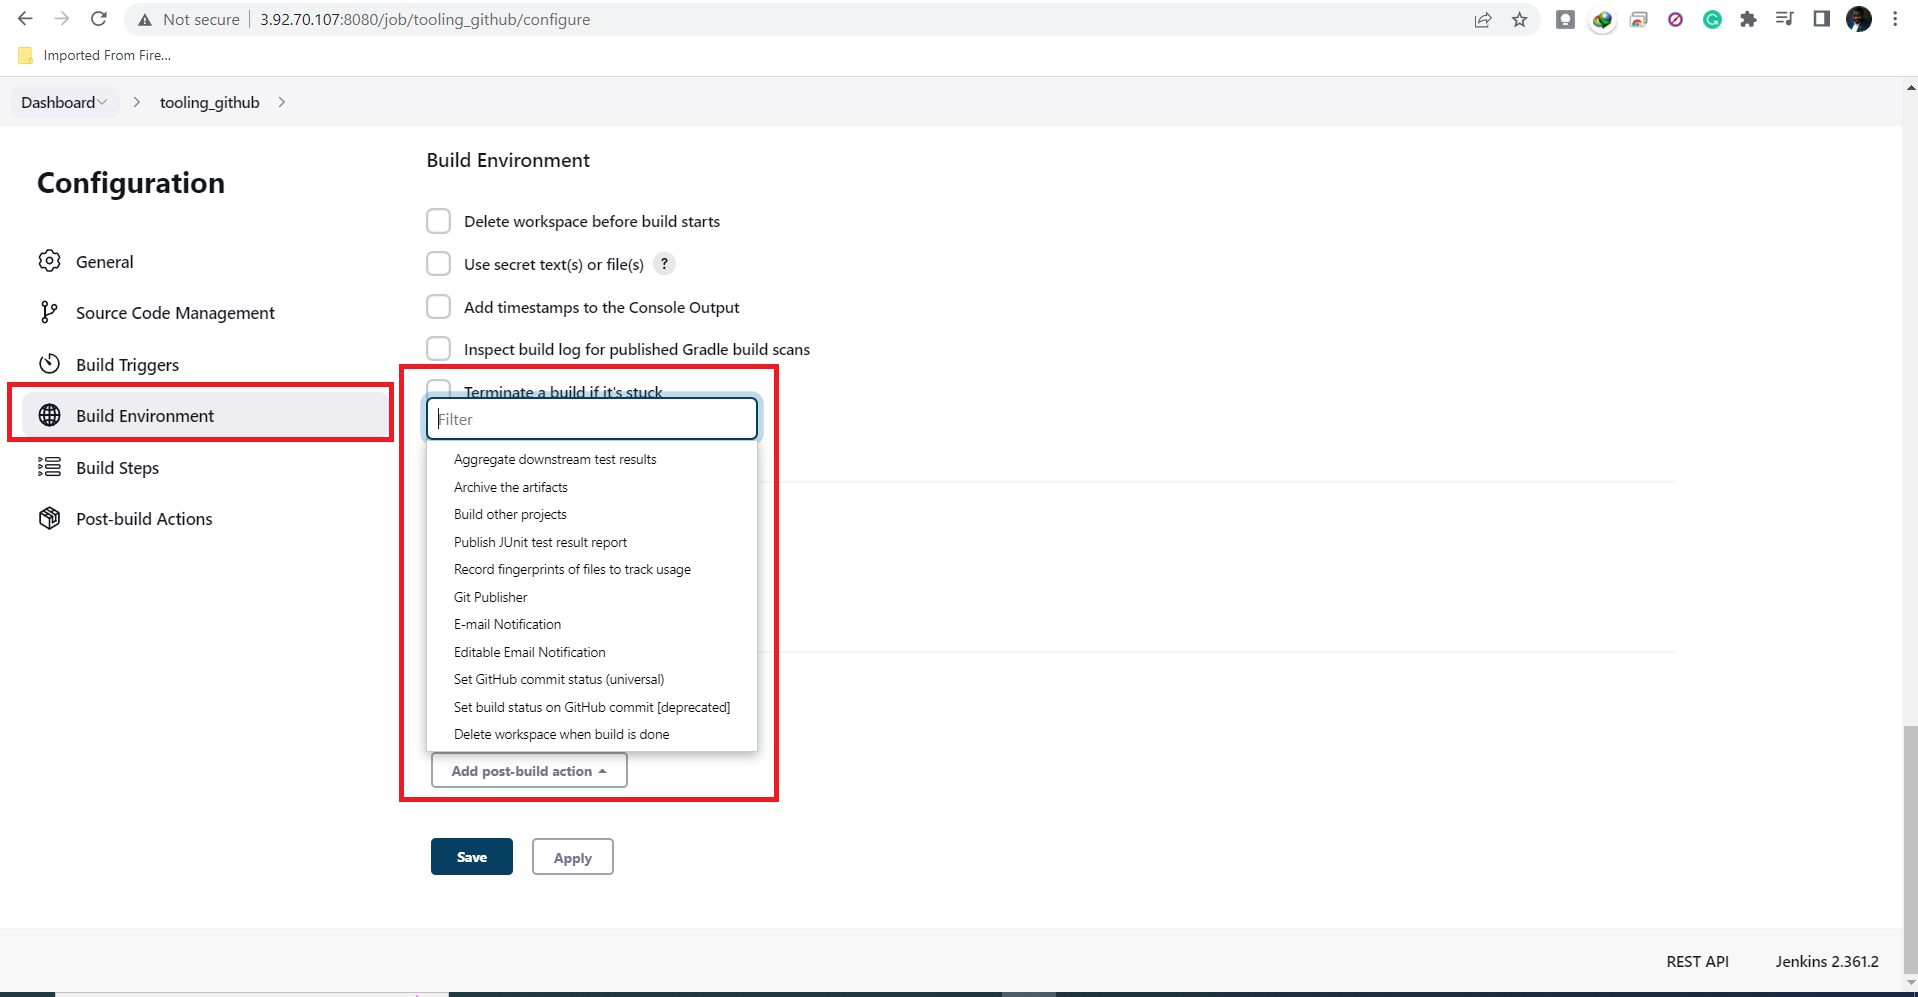 Not secure
3.92.70.107:8080/job/tooling_github/configure
Imported From Fire...
Dashboard
tooling_github
Configuration
General
Source Code Management
Build Triggers
Build Environment
Build Steps
Post-build Actions
Build Environment
Delete workspace before build starts
Use secret text(s) or file(s) ?
Add timestamps to the Console Output
Inspect build log for published Gradle build scans
Terminate a build if it's stuck
Filter
Aggregate downstream test results
Archive the artifacts
Build other projects
Publish JUnit test result report
Record fingerprints of files to track usage
Git Publisher
E-mail Notification
Editable Email Notification
Set GitHub commit status (universal)
Set build status on GitHub commit [deprecated]
Delete workspace when build is done
Add post-build action
Save
Apply
REST API
Jenkins 2.361.2